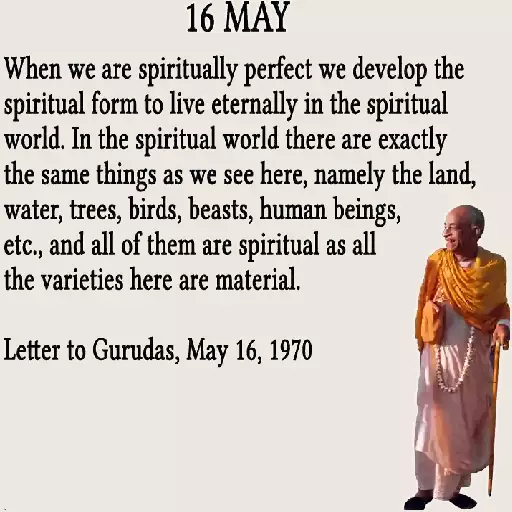 16 MAY
When we are spiritually perfect we develop the
spiritual form to live eternally in the spiritual
world. In the spiritual world there are exactly
the same things as we see here, namely the land,
water, trees, birds, beasts, human beings,
etc., and all of them are spiritual as all
the varieties here are material.
Letter to Gurudas, May 16, 1970